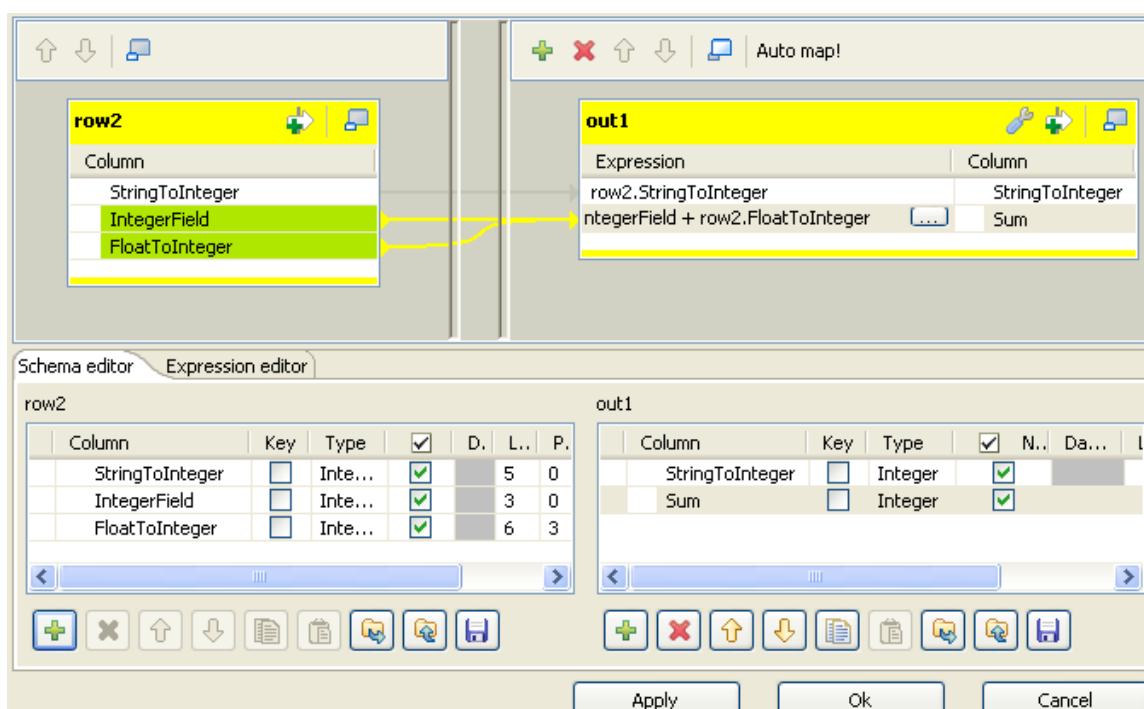 Auto map!
row2
out1
Column
Expression Column
StringToInteger
row2.StringToInteger StringToInteger
IntegerField
ntegerField + row2.FloatToInteger ... Sum
FloatToInteger
Schema editor Expression editor
row2
out1
Column Key Type D. L.. P.
Column Key Type N.. Da... L
StringToInteger Inte... 5 0
StringToInteger Integer
IntegerField Inte... 3 0
Sum Integer
FloatToInteger Inte... 6 3
Apply Ok Cancel